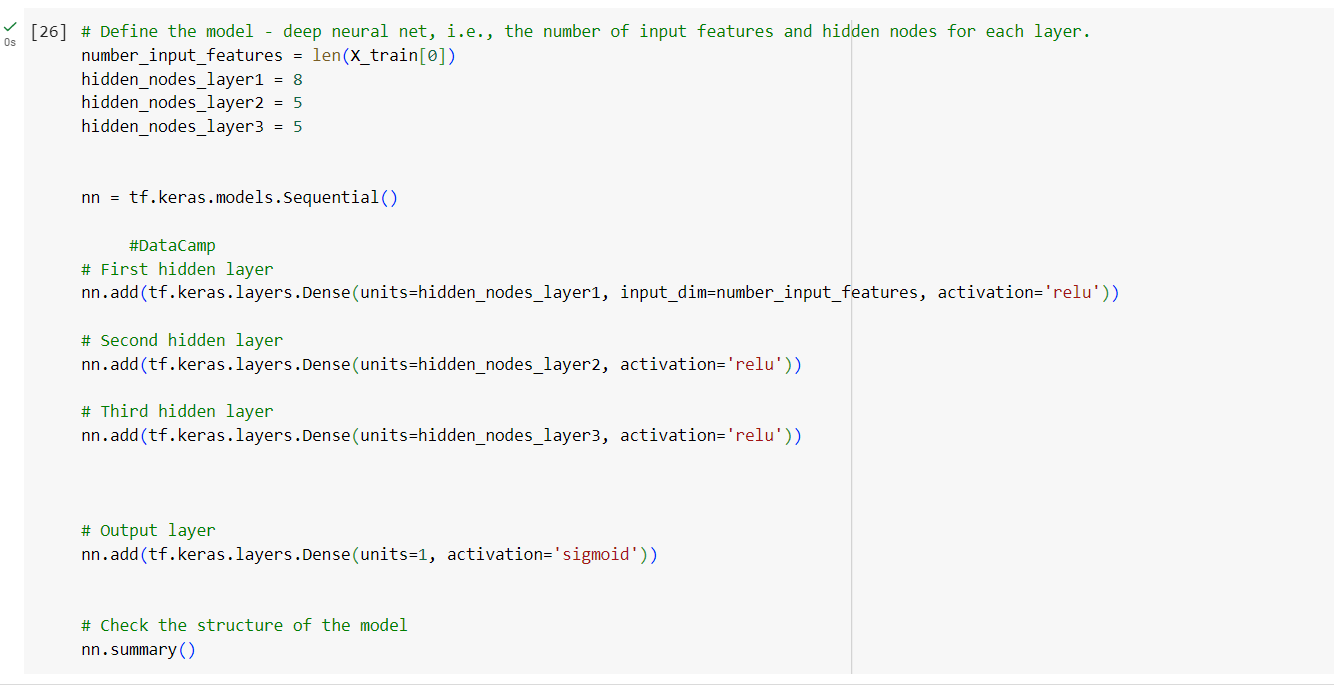 [26] # Define the model - deep neural net, i.e., the number of input features and hidden nodes for each layer.
0s
number_input_features = len(X_train[0])
hidden_nodes_layer1 = 8
hidden_nodes_layer2 = 5
hidden_nodes_layer3 = 5
nn = tf.keras.models.Sequential()
#DataCamp
# First hidden layer
nn.add(tf.keras.layers.Dense(units=hidden_nodes_layer1, input_dim=number_input_features, activation='relu'))
# Second hidden layer
nn.add(tf.keras.layers.Dense(units=hidden_nodes_layer2, activation='relu'))
# Third hidden layer
nn.add(tf.keras.layers.Dense(units=hidden_nodes_layer3, activation='relu'))
# Output layer
nn.add(tf.keras.layers.Dense(units=1, activation='sigmoid'))
# Check the structure of the model
nn.summary()